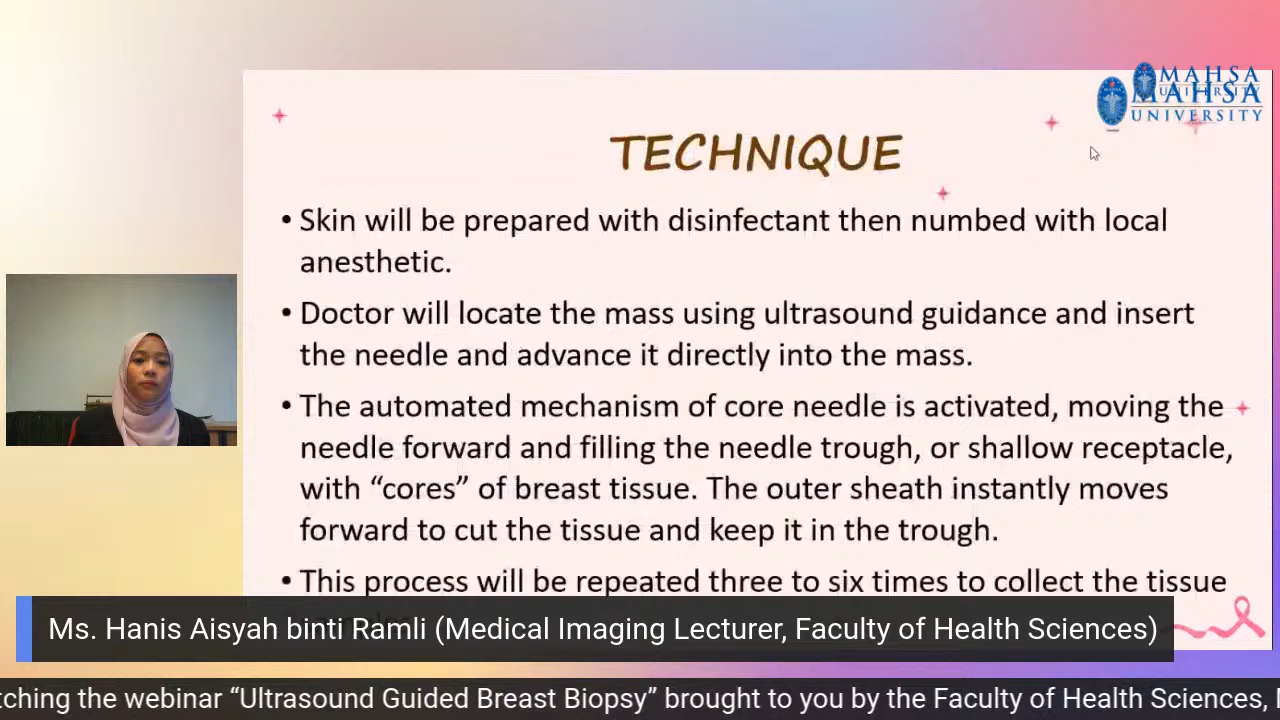 MAHSA
UNIVERSITY
MAHSA
UNIVERSITY
TECHNIQUE
• Skin will be prepared with disinfectant then numbed with local
anesthetic.
• Doctor will locate the mass using ultrasound guidance and insert
the needle and advance it directly into the mass.
• The automated mechanism of core needle is activated, moving the
needle forward and filling the needle trough, or shallow receptacle,
with “cores” of breast tissue. The outer sheath instantly moves
forward to cut the tissue and keep it in the trough.
• This process will be repeated three to six times to collect the tissue
Ms. Hanis Aisyah binti Ramli (Medical Imaging Lecturer, Faculty of Health Sciences)
tching the webinar “Ultrasound Guided Breast Biopsy” brought to you by the Faculty of Health Sciences,